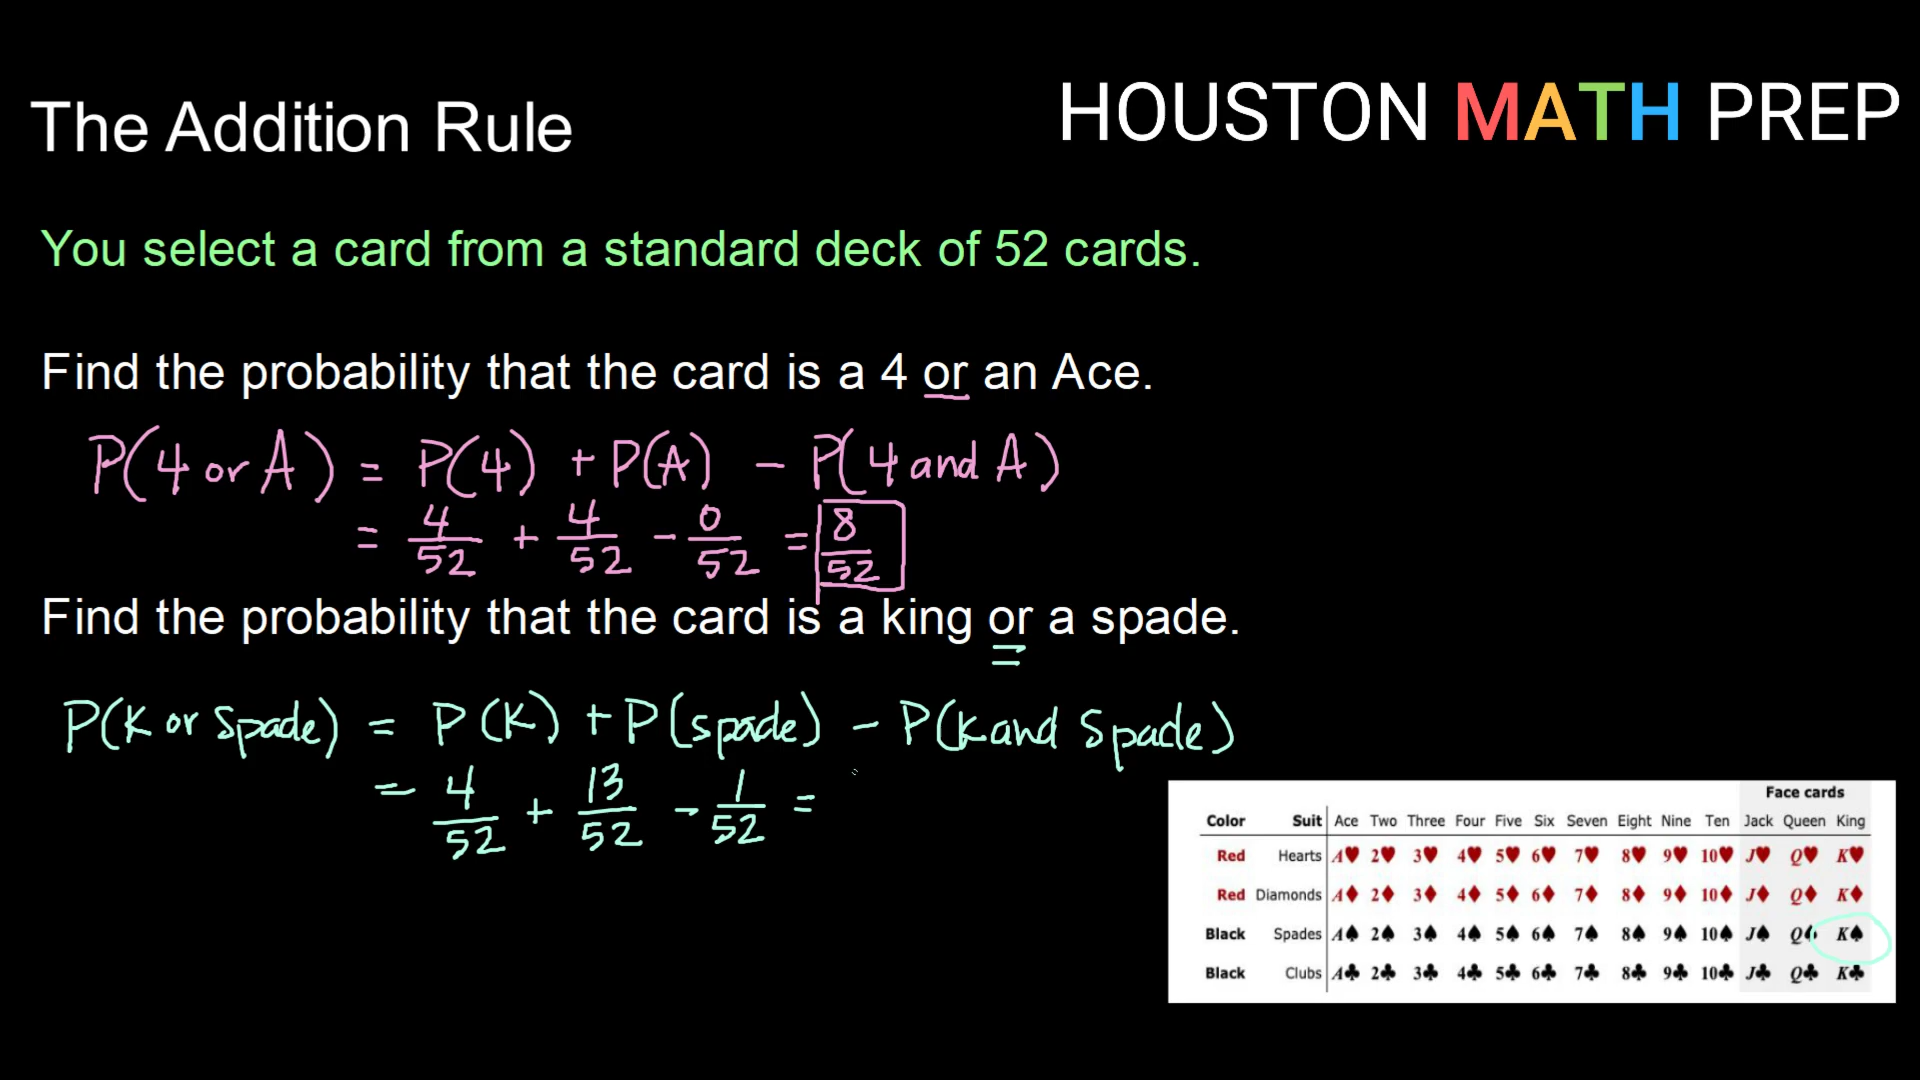 The Addition Rule
HOUSTON MATH PREP
You select a card from a standard deck of 52 cards.
Find the probability that the card is a 4 or an Ace.
P(4 or A) = P(4) + P(A) - P(4 and A)
= 4/52 + 4/52 - 0/52 = 8/52
Find the probability that the card is a king or a spade.
P(K or Spade) = P(K) + P(spade) - P(K and Spade)
= 4/52 + 13/52 - 1/52 =
Face cards
Color Suit Ace Two Three Four Five Six Seven Eight Nine Ten Jack Queen King
Red Hearts A♥ 2♥ 3♥ 4♥ 5♥ 6♥ 7♥ 8♥ 9♥ 10♥ J♥ Q♥ K♥
Red Diamonds A♦ 2♦ 3♦ 4♦ 5♦ 6♦ 7♦ 8♦ 9♦ 10♦ J♦ Q♦ K♦
Black Spades A♠ 2♠ 3♠ 4♠ 5♠ 6♠ 7♠ 8♠ 9♠ 10♠ J♠ Q♠ K♠
Black Clubs A♣ 2♣ 3♣ 4♣ 5♣ 6♣ 7♣ 8♣ 9♣ 10♣ J♣ Q♣ K♣